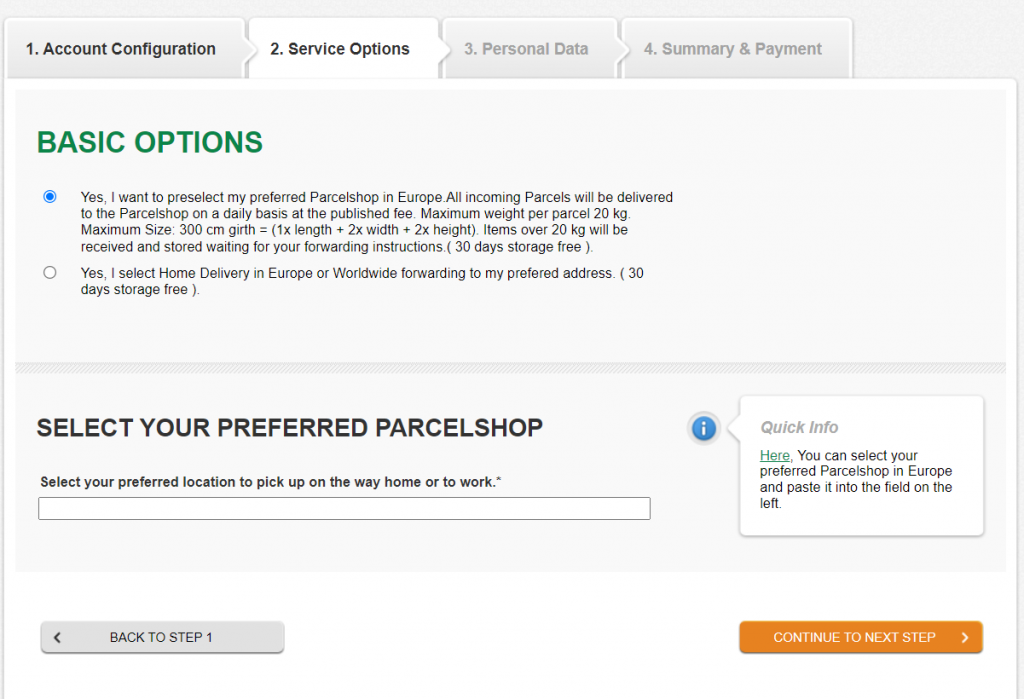 1. Account Configuration
2. Service Options
3. Personal Data
4. Summary & Payment
BASIC OPTIONS
Yes, I want to preselect my preferred Parcelshop in Europe.All incoming Parcels will be delivered
to the Parcelshop on a daily basis at the published fee. Maximum weight per parcel 20 kg.
Maximum Size: 300 cm girth = (1x length + 2x width + 2x height). Items over 20 kg will be
received and stored waiting for your forwarding instructions.( 30 days storage free ).
Yes, I select Home Delivery in Europe or Worldwide forwarding to my prefered address. ( 30
days storage free ).
SELECT YOUR PREFERRED PARCELSHOP
Select your preferred location to pick up on the way home or to work.*
Quick Info
Here, You can select your
preferred Parcelshop in Europe
and paste it into the field on the
left.
BACK TO STEP 1
CONTINUE TO NEXT STEP